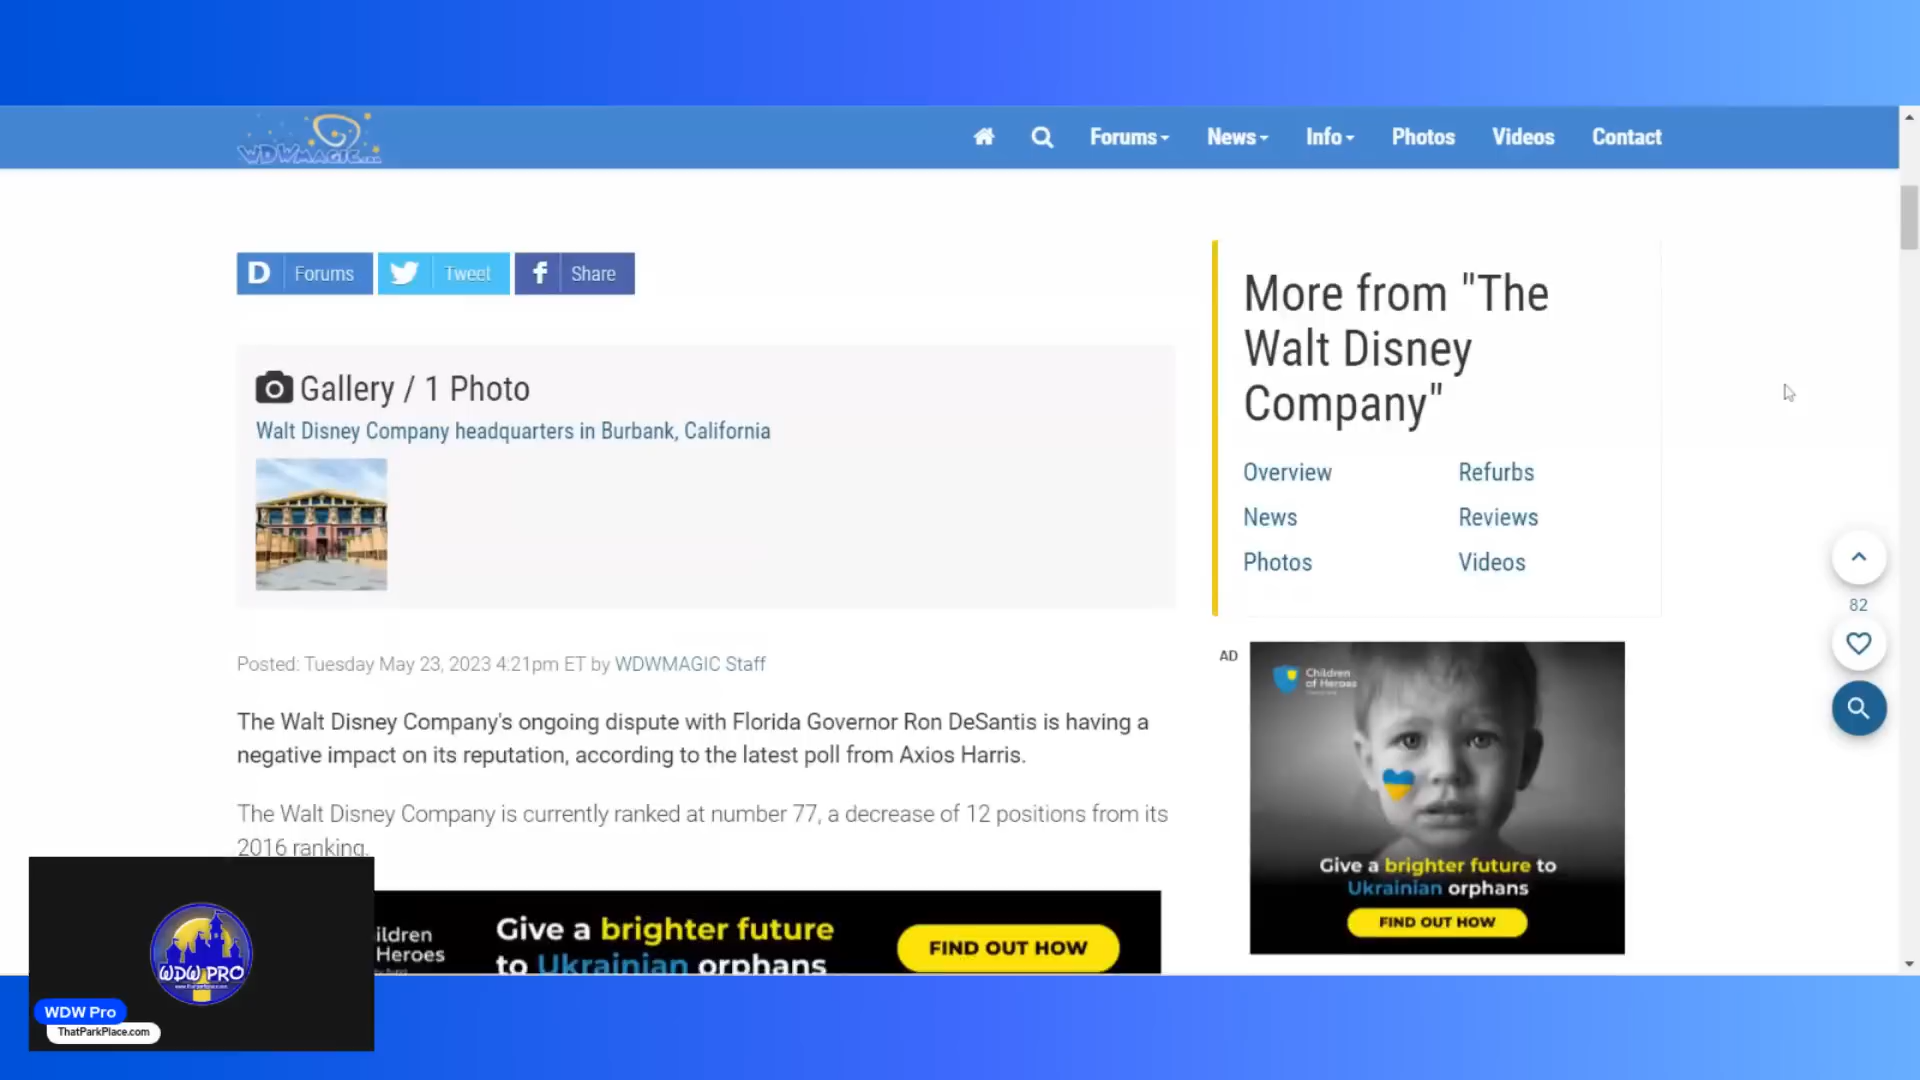 WDWMAGIC.COM
Forums
News
Info
Photos
Videos
Contact
D Forums
Tweet
f Share
Gallery / 1 Photo
Walt Disney Company headquarters in Burbank, California
Posted: Tuesday May 23, 2023 4:21pm ET by WDWMAGIC Staff
The Walt Disney Company's ongoing dispute with Florida Governor Ron DeSantis is having a
negative impact on its reputation, according to the latest poll from Axios Harris.
The Walt Disney Company is currently ranked at number 77, a decrease of 12 positions from its
2016 ranking.
ildren
Heroes
Give a brighter future
to Ukrainian orphans
FIND OUT HOW
More from "The
Walt Disney
Company"
Overview
Refurbs
News
Reviews
Photos
Videos
AD
Children
of Heroes
Give a brighter future to
Ukrainian orphans
FIND OUT HOW
82
WDW PRO
WDW Pro
ThatParkPlace.com